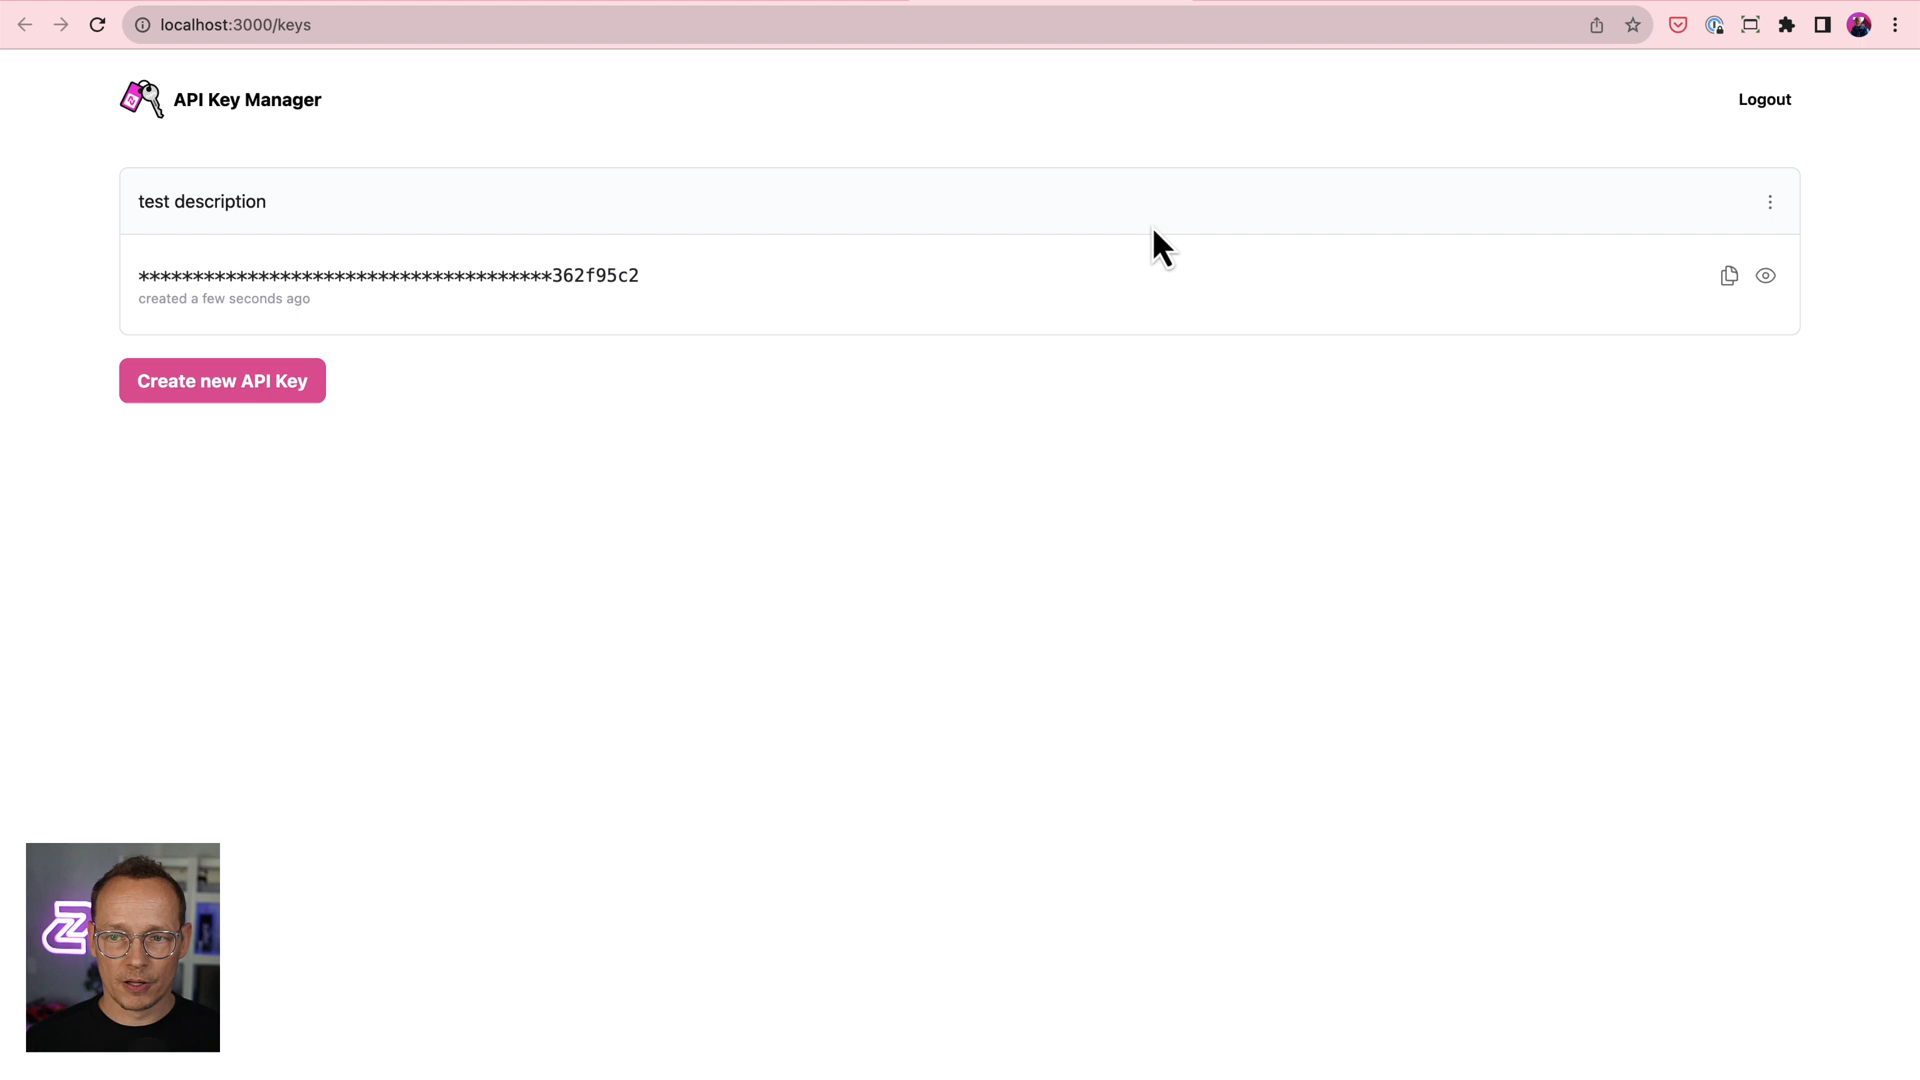 localhost:3000/keys
API Key Manager
Logout
test description
**************************************362f95c2
created a few seconds ago
Create new API Key